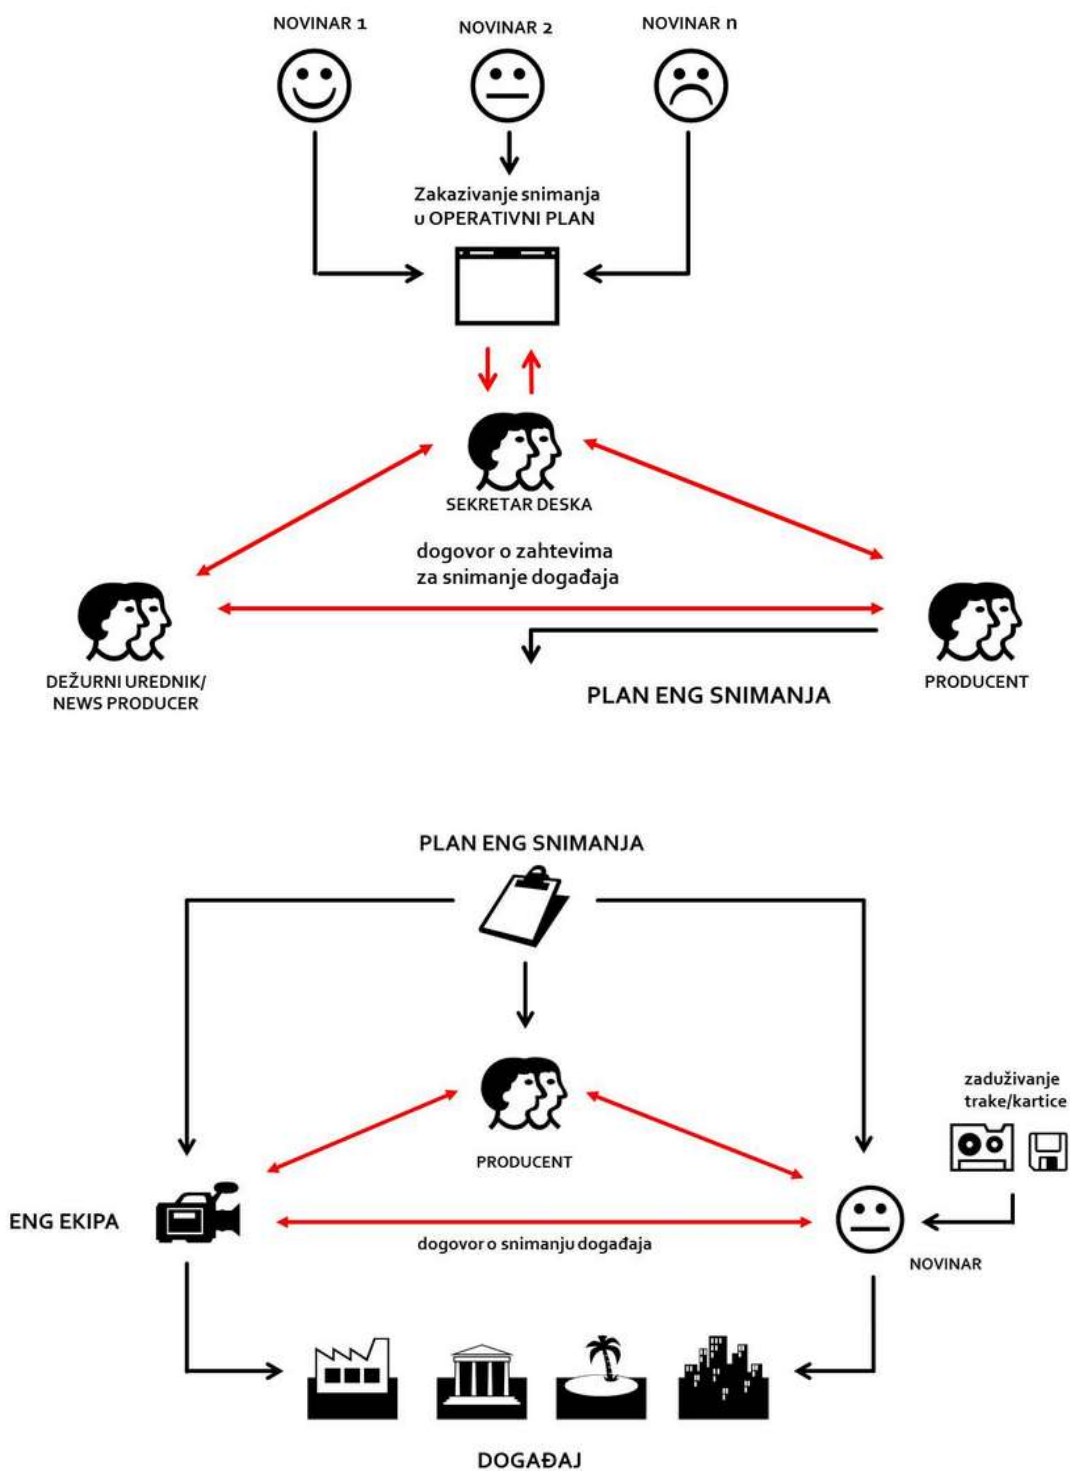 NOVINAR 1
NOVINAR 2
NOVINAR n
Zakazivanje snimanja
u OPERATIVNI PLAN
SEKRETAR DESKA
dogovor o zahtevima
za snimanje događaja
DEŽURNI UREDNIK/
NEWS PRODUCER
PRODUCENT
PLAN ENG SNIMANJA
PLAN ENG SNIMANJA
zaduživanje
trake/kartice
PRODUCENT
ENG EKIPA
dogovor o snimanju događaja
NOVINAR
DOGAĐAJ